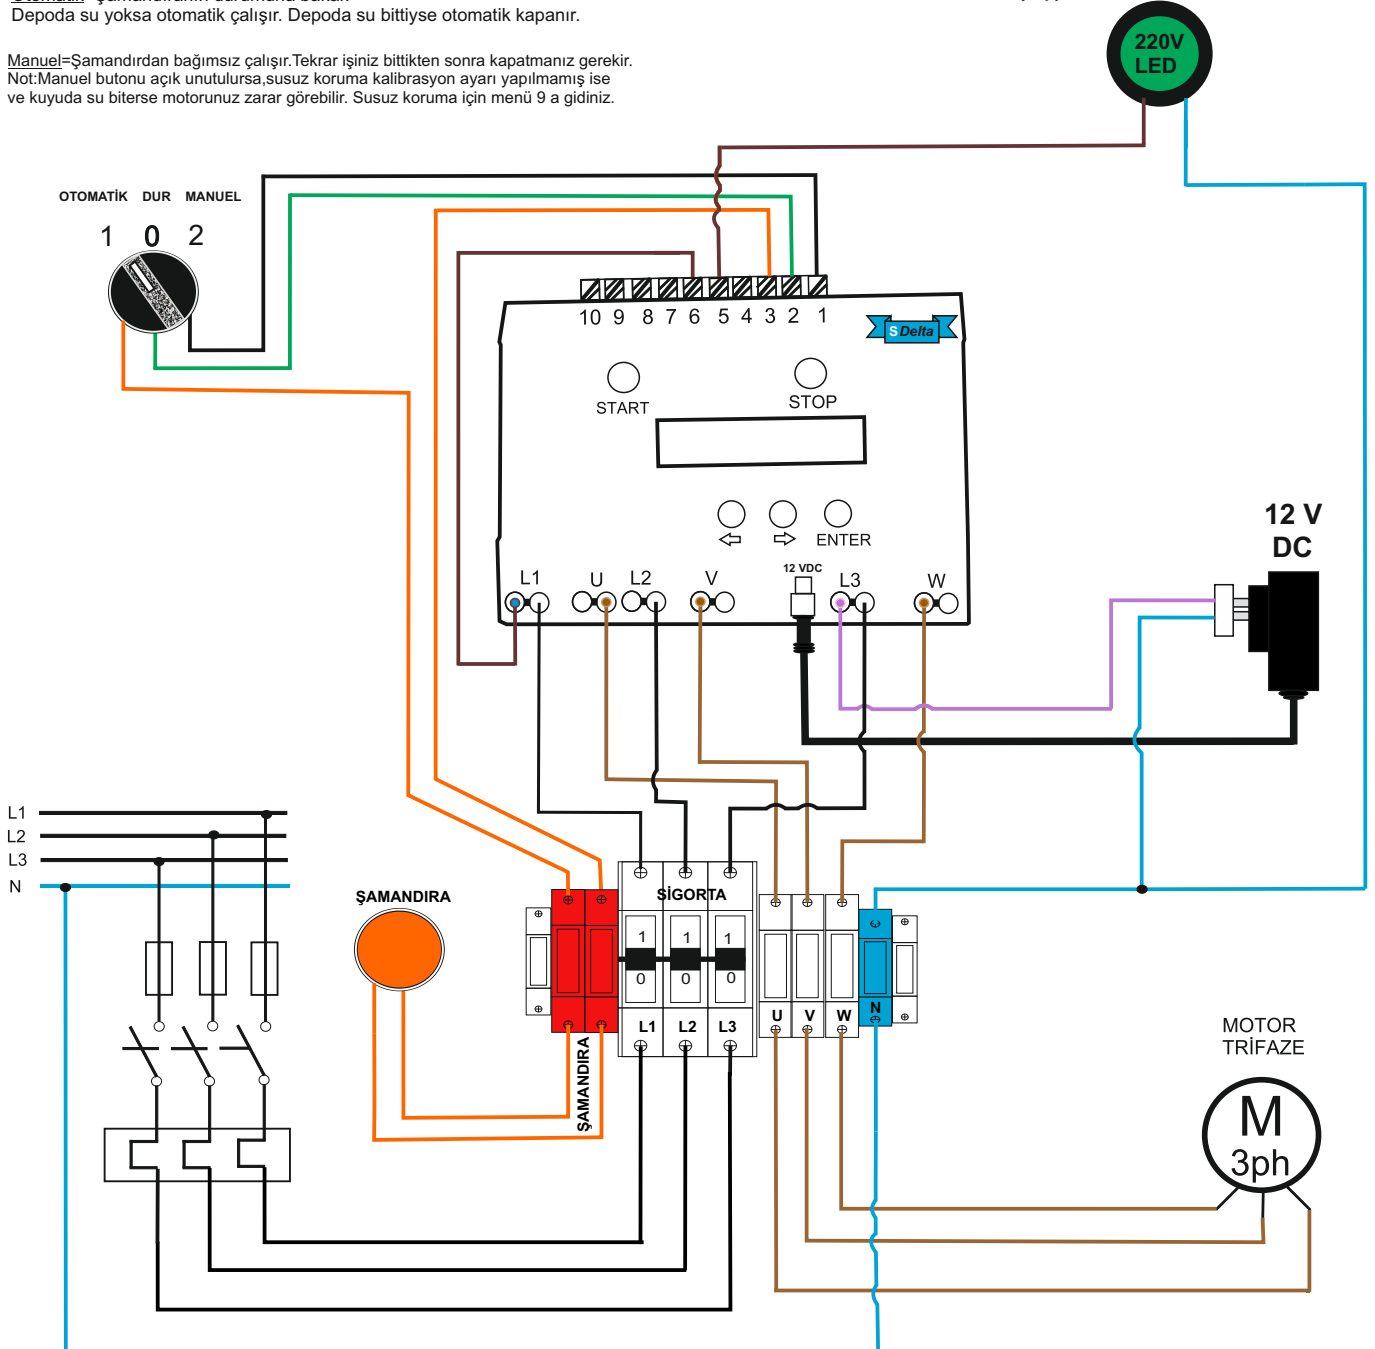 Depoda su yoksa otomatik çalışır. Depoda su bittiyse otomatik kapanır.
Manuel=Şamandırdan bağımsız çalışır.Tekrar işiniz bittikten sonra kapatmanız gerekir.
Not:Manuel butonu açık unutulursa,susuz koruma kalibrasyon ayarı yapılmamış ise
ve kuyuda su biterse motorunuz zarar görebilir. Susuz koruma için menü 9 a gidiniz.
220V
LED
OTOMATİK DUR MANUEL
1 0 2
10 9 8 7 6 5 4 3 2 1
S Delta
START
STOP
ENTER
12 V
DC
12 VDC
L1 U L2 V L3 W
L1
L2
L3
N
ŞAMANDIRA
SİGORTA
1 1 1
0 0 0
L1 L2 L3
U V W N
ŞAMANDIRA
MOTOR
TRİFAZE
M
3ph